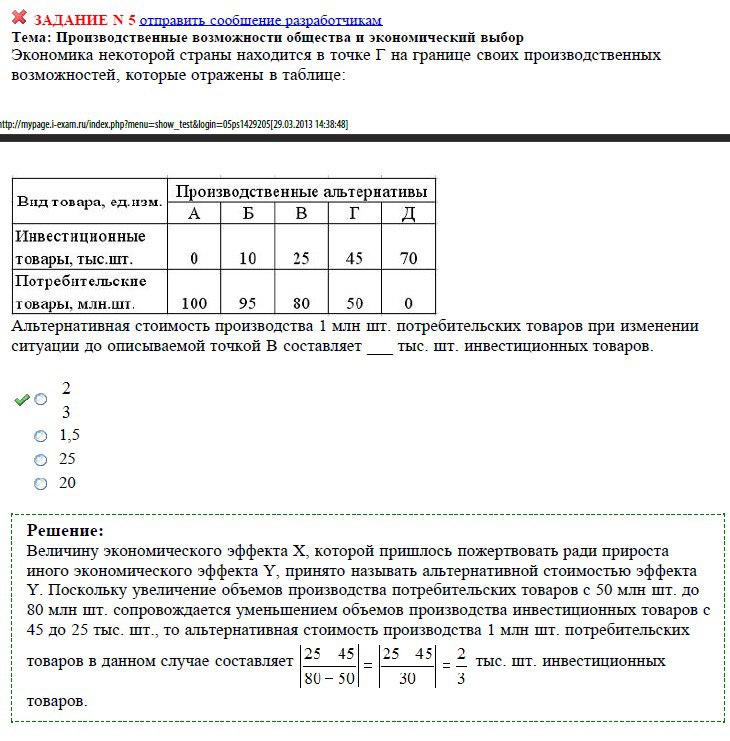 ЗАДАНИЕ N 5 отправить сообщение разработчикам
Тема: Производственные возможности общества и экономический выбор
Экономика некоторой страны находится в точке Г на границе своих производственных
возможностей, которые отражены в таблице:
http://mypage.i-exam.ru/index.php?menu=show_test&login=05ps1429205[29.03.2013 14:38:48]
Вид товара, ед.изм. Производственные альтернативы
А Б В Г Д
Инвестиционные
товары, тыс.шт. 0 10 25 45 70
Потребительские
товары, млн.шт. 100 95 80 50 0
Альтернативная стоимость производства 1 млн шт. потребительских товаров при изменении
ситуации до описываемой точкой В составляет ___ тыс. шт. инвестиционных товаров.
2
3
1,5
25
20
Решение:
Величину экономического эффекта X, которой пришлось пожертвовать ради прироста
иного экономического эффекта Y, принято называть альтернативной стоимостью эффекта
Y. Поскольку увеличение объемов производства потребительских товаров с 50 млн шт. до
80 млн шт. сопровождается уменьшением объемов производства инвестиционных товаров с
45 до 25 тыс. шт., то альтернативная стоимость производства 1 млн шт. потребительских
товаров в данном случае составляет |25 45 / 80 − 50| = |25 45 / 30| = 2/3 тыс. шт. инвестиционных
товаров.